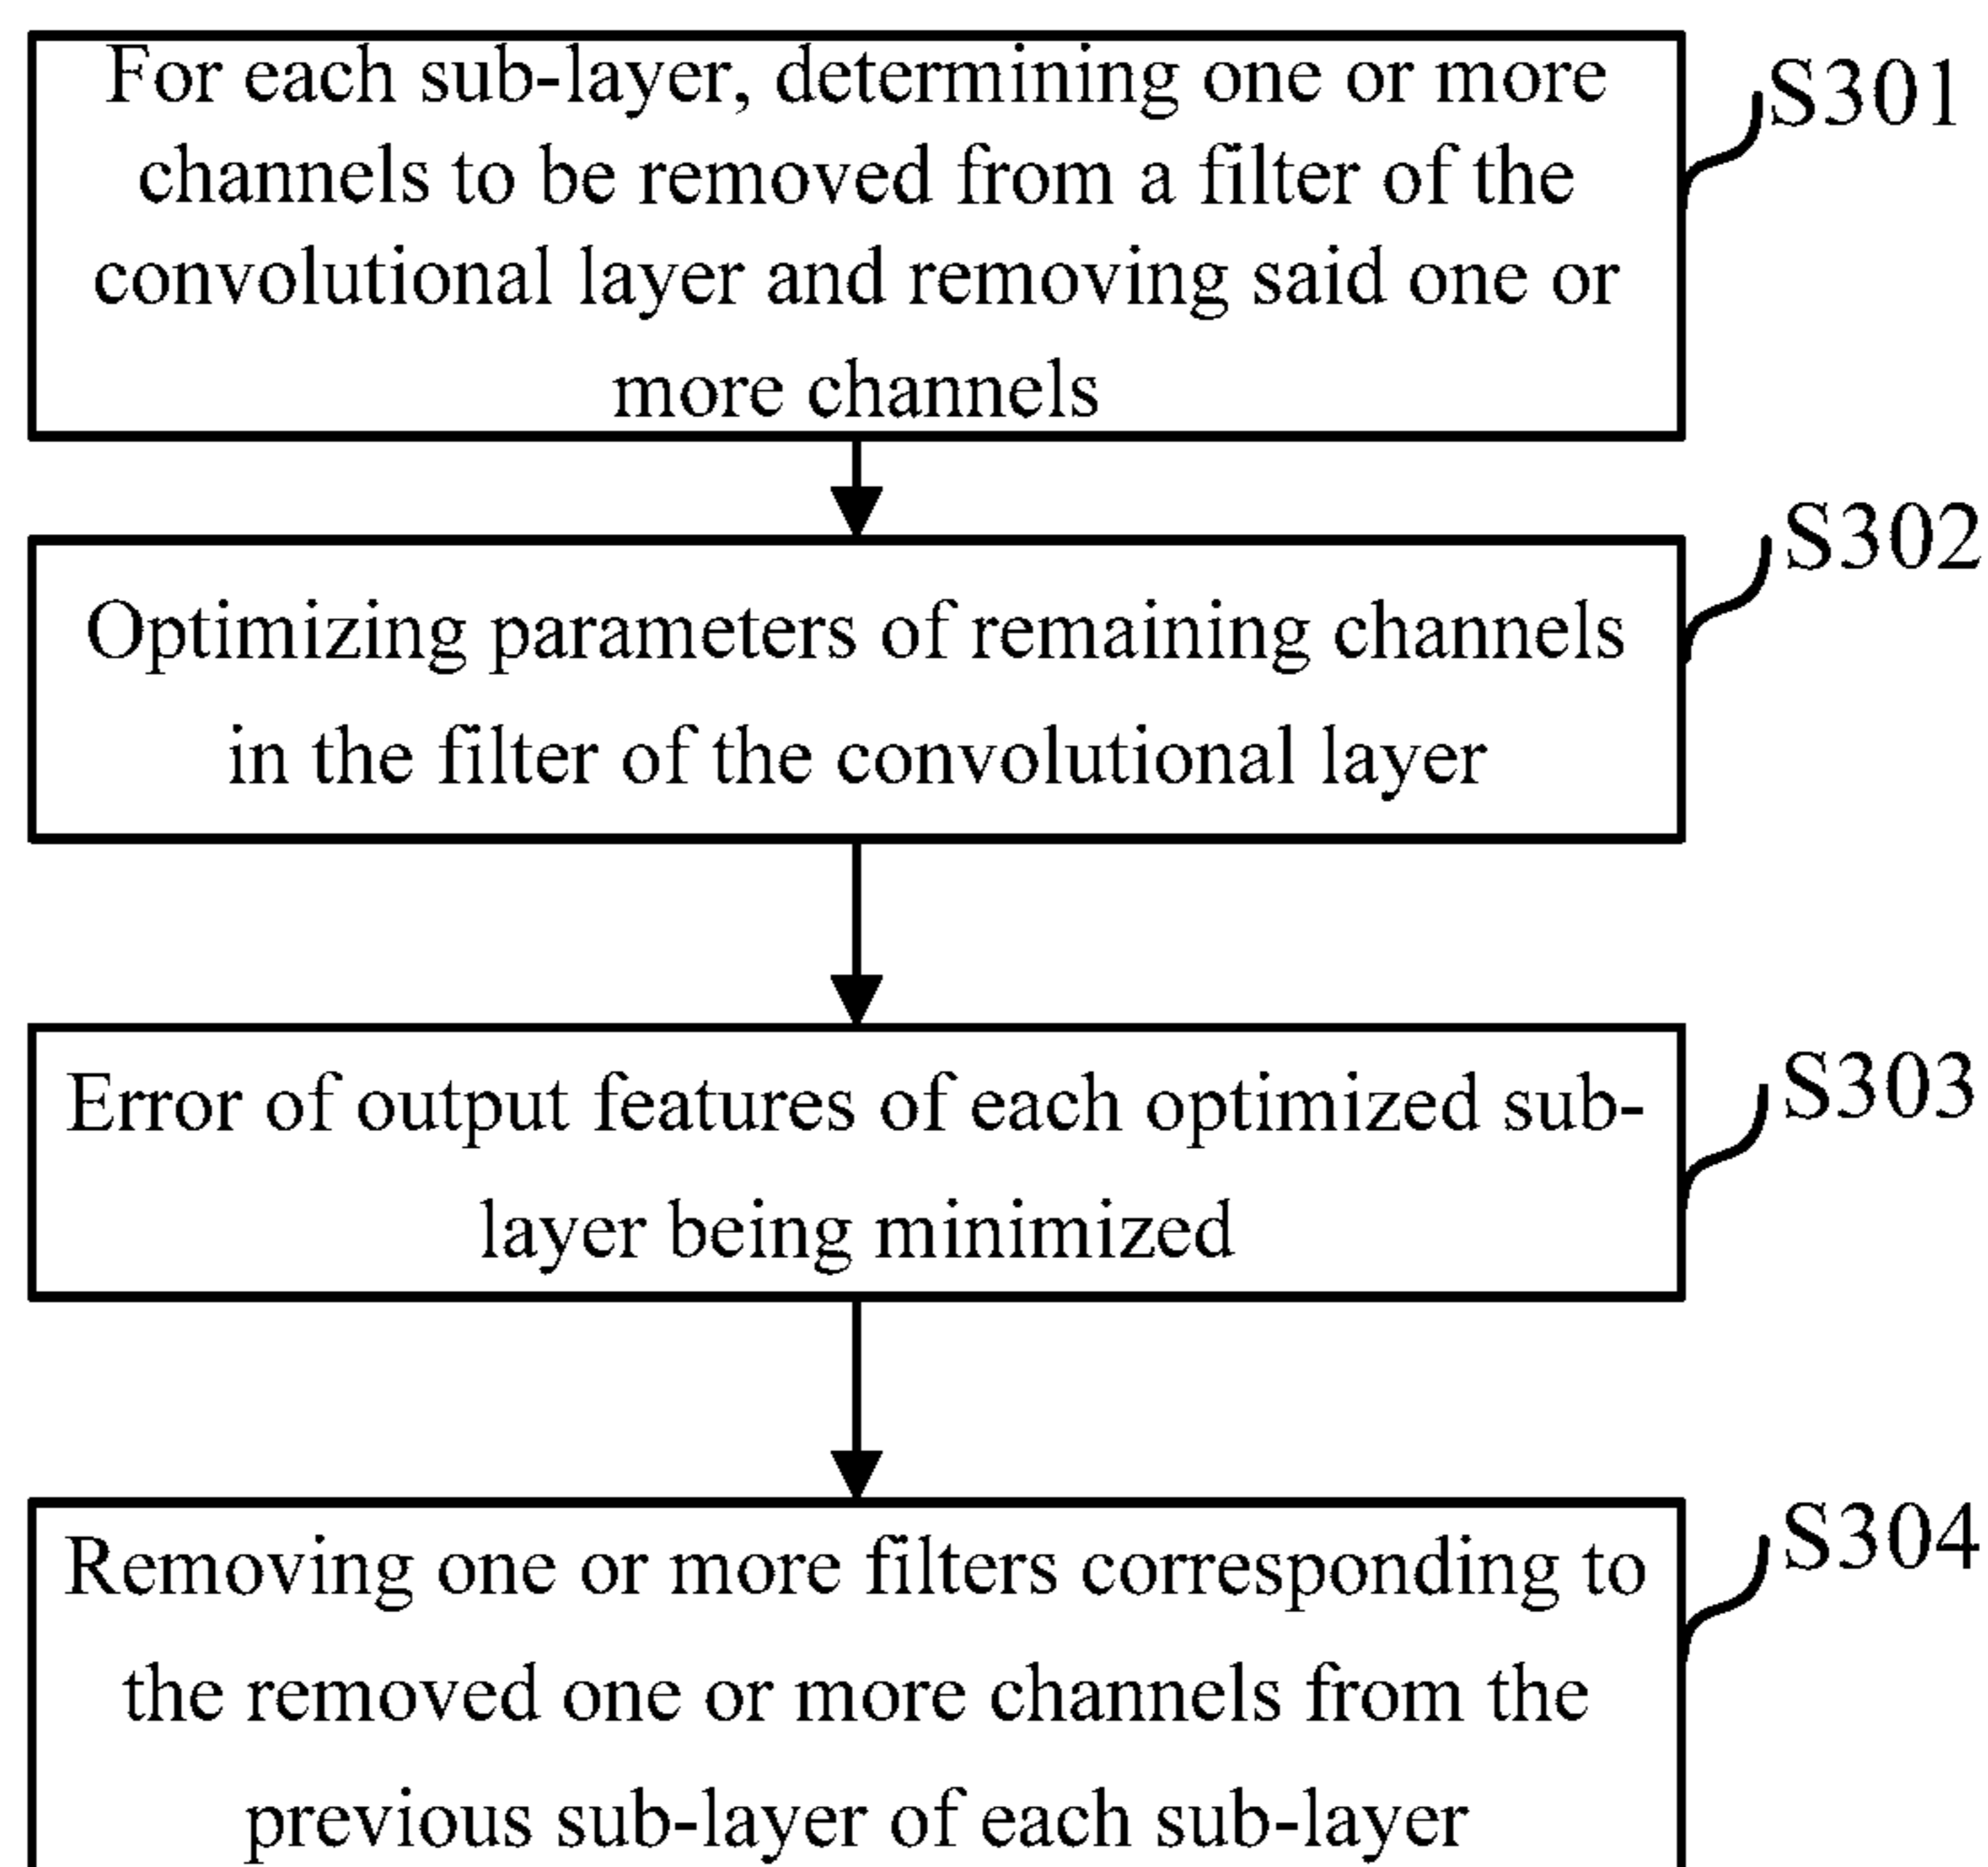 For each sub-layer, determining one or more
channels to be removed from a filter of the
convolutional layer and removing said one or
more channels
S301
Optimizing parameters of remaining channels
in the filter of the convolutional layer
S302
Error of output features of each optimized sub-
layer being minimized
S303
Removing one or more filters corresponding to
the removed one or more channels from the
previous sub-layer of each sub-layer
S304